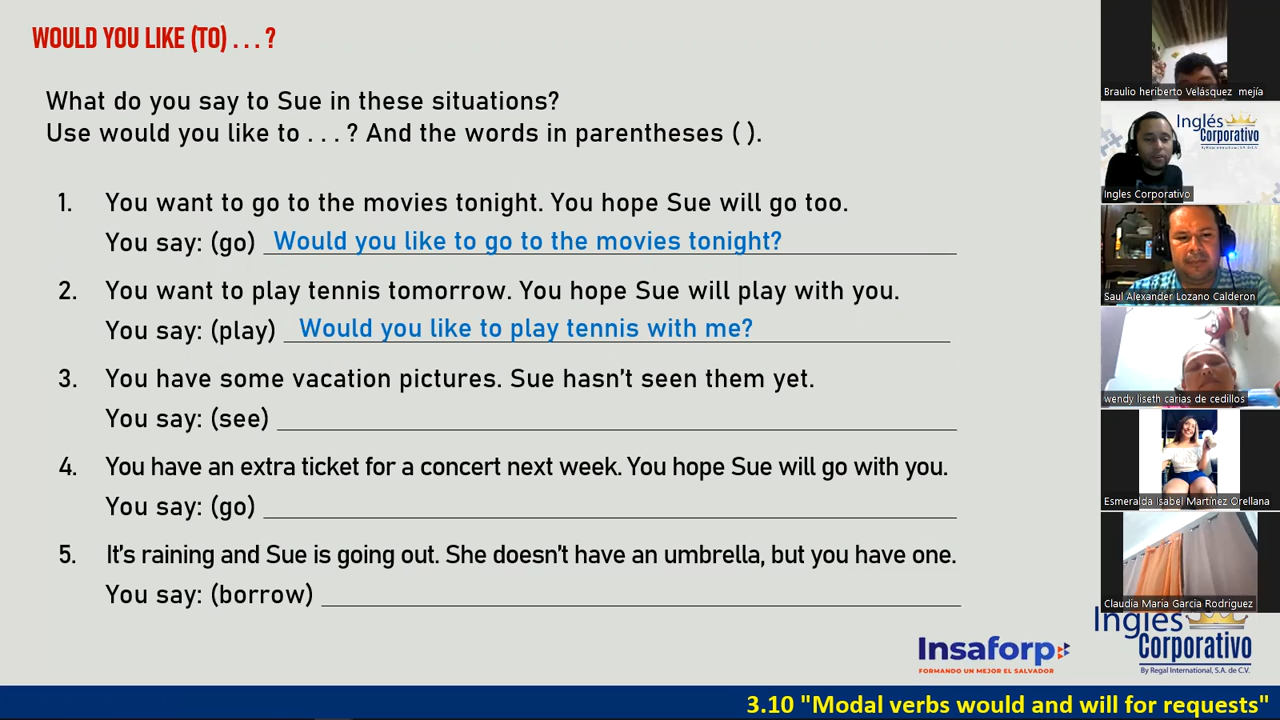 WOULD YOU LIKE (TO) . . . ?
What do you say to Sue in these situations?
Use would you like to . . . ? And the words in parentheses ( ).
1. You want to go to the movies tonight. You hope Sue will go too.
You say: (go) Would you like to go to the movies tonight?
2. You want to play tennis tomorrow. You hope Sue will play with you.
You say: (play) Would you like to play tennis with me?
3. You have some vacation pictures. Sue hasn't seen them yet.
You say: (see)
4. You have an extra ticket for a concert next week. You hope Sue will go with you.
You say: (go)
5. It's raining and Sue is going out. She doesn't have an umbrella, but you have one.
You say: (borrow)
Insaforp
FORMANDO UN MEJOR EL SALVADOR
Inglés
Corporativo
By Regal International, S.A. de C.V.
3.10 "Modal verbs would and will for requests"
Braulio heriberto Velásquez mejía
Inglés
Corporativo
By Regal International, S.A. de C.V.
Ingles Corporativo
Saul Alexander Lozano Calderon
wendy liseth carias de cedillos
Esmeralda Isabel Martínez Orellana
Claudia Maria Garcia Rodriguez